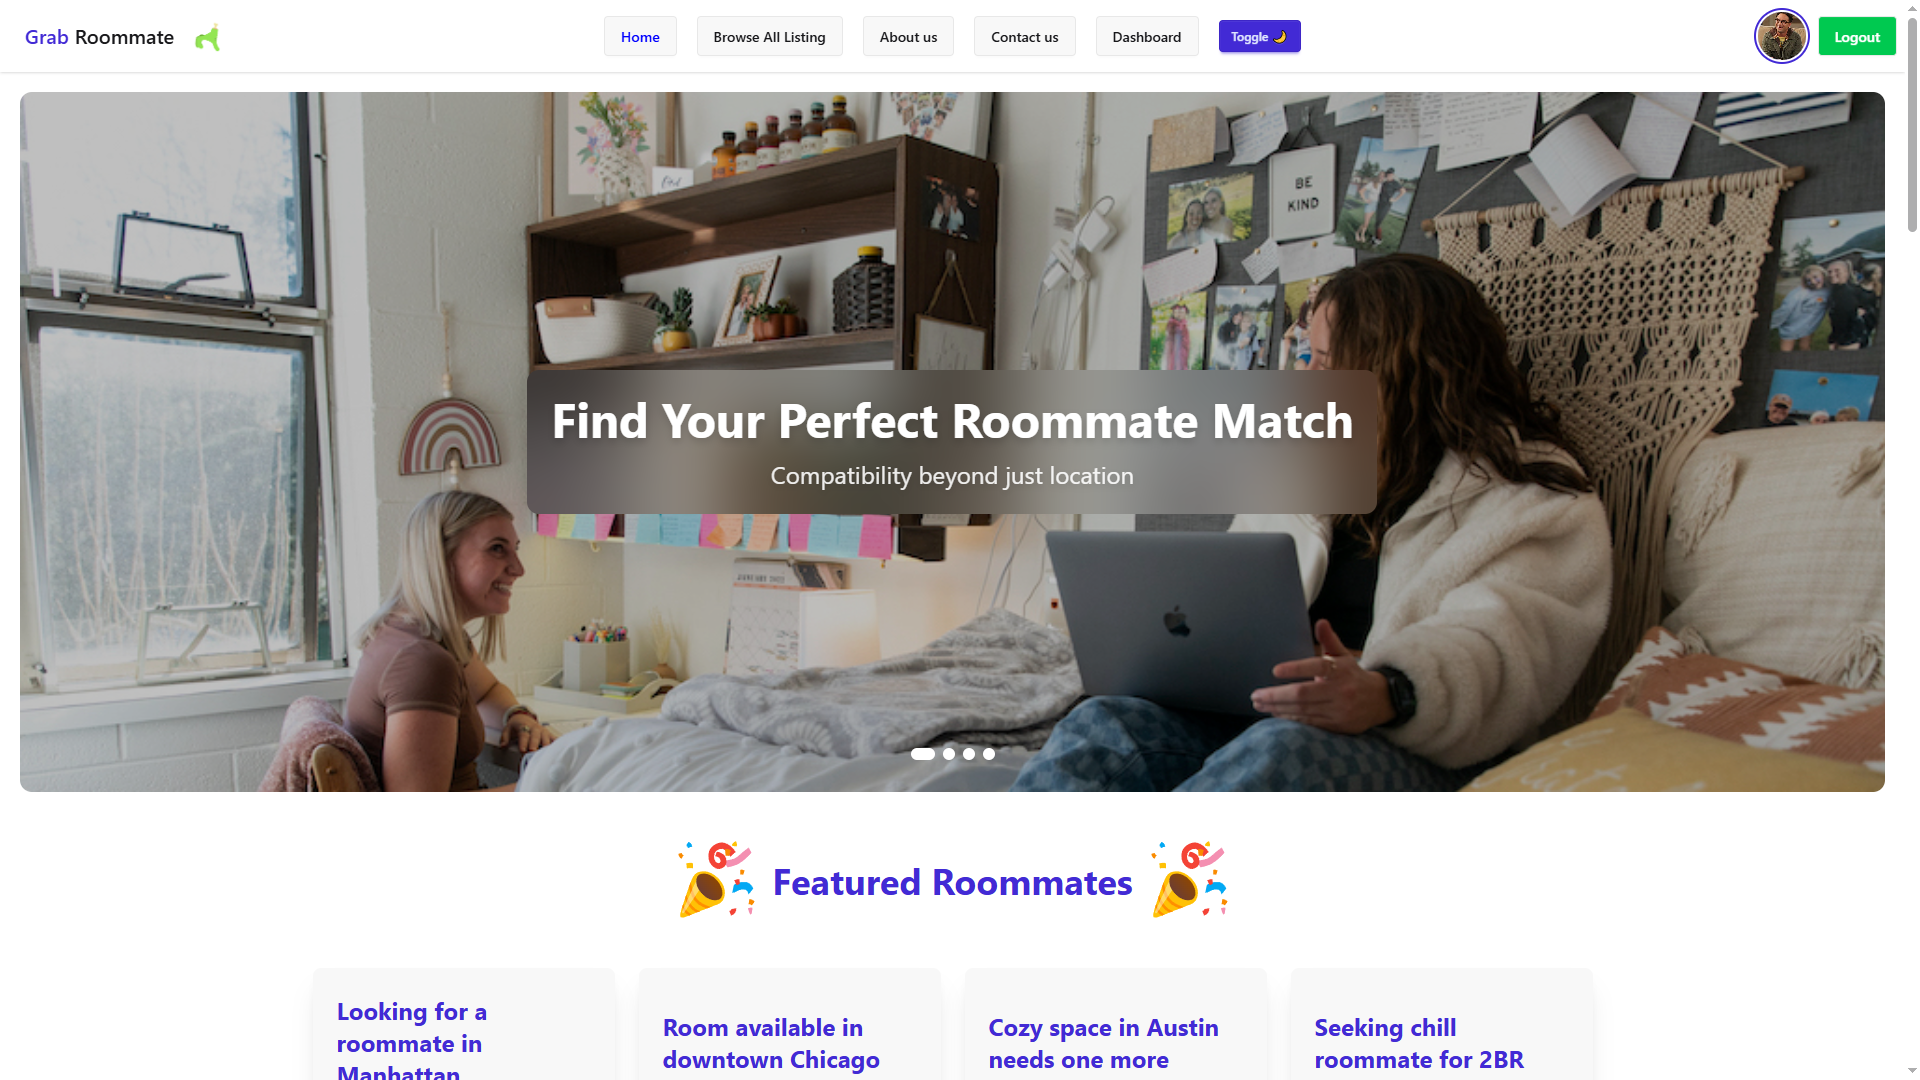 Grab Roommate
Home
Browse All Listing
About us
Contact us
Dashboard
Toggle 🌙
Logout
BE
KIND
Find Your Perfect Roommate Match
Compatibility beyond just location
Featured Roommates
Looking for a
roommate in
Manhattan
Room available in
downtown Chicago
Cozy space in Austin
needs one more
Seeking chill
roommate for 2BR